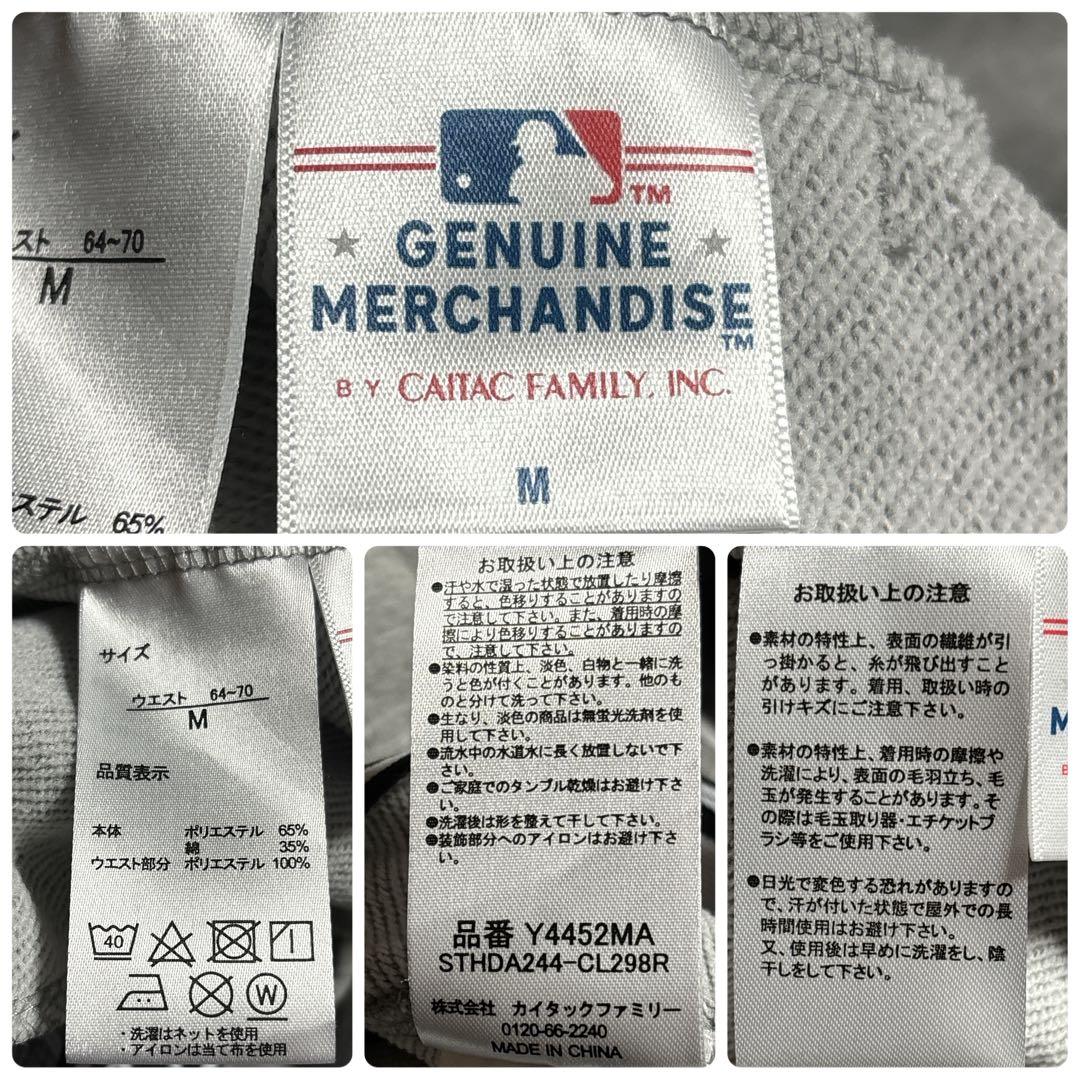 スト 64~70
M
ステル 65%
TM
GENUINE
MERCHANDISE
TM
BY CAITAC FAMILY, INC.
M
サイズ
ウエスト 64~70
M
品質表示
本体 ポリエステル 65%
綿 35%
ウエスト部分 ポリエステル 100%
40
W
・洗濯はネットを使用
・アイロンは当て布を使用
お取扱い上の注意
●汗や水で湿った状態で放置したり摩擦
すると、色移りすることがありますの
で注意して下さい。また、着用時の摩
擦により色移りすることがありますの
で、注意して下さい。
●染料の性質上、淡色、白物と一緒に洗
うと色が付くことがあります。他のも
のと分けて洗って下さい。
●生なり、淡色の商品は無蛍光洗剤を使
用して下さい。
●流水中の水道水に長く放置しないで下
さい。
●ご家庭でのタンブル乾燥はお避け下さ
い。
●洗濯後は形を整えて干して下さい。
●装飾部分へのアイロンはお避け下さ
い。
品番 Y4452MA
STHDA244-CL298R
株式会社 カイタックファミリー
0120-66-2240
MADE IN CHINA
お取扱い上の注意
●素材の特性上、表面の繊維が引
っ掛かると、糸が飛び出すこと
があります。着用、取扱い時の
引けキズにご注意下さい。
●素材の特性上、着用時の摩擦や
洗濯により、表面の毛羽立ち、毛
玉が発生することがあります。そ
の際は毛玉取り器・エチケットブ
ラシ等をご使用下さい。
●日光で変色する恐れがありますの
で、汗が付いた状態で屋外での長
時間使用はお避け下さい。
又、使用後は早めに洗濯をし、陰
干しをして下さい。
M
B